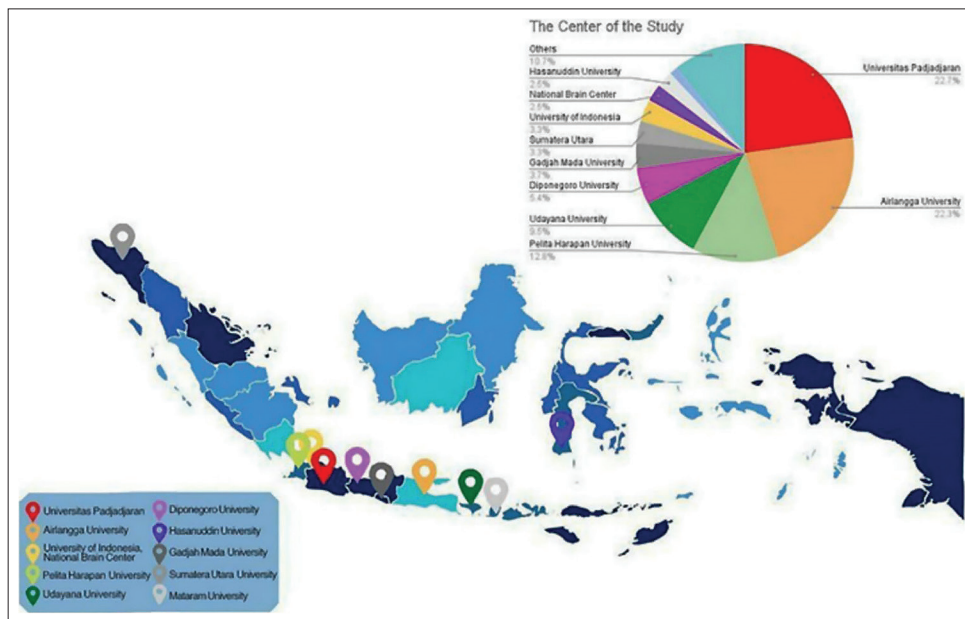 The Center of the Study
Others
10.7%
Hasanuddin University
2.5%
National Brain Center
2.5%
University of Indonesia
3.3%
Sumatera Utara
3.3%
Gadjah Mada University
3.7%
Diponegoro University
5.4%
Udayana University
9.5%
Pelita Harapan University
12.8%
Universitas Padjadjaran
22.7%
Airlangga University
22.3%
Universitas Padjadjaran
Airlangga University
University of Indonesia,
National Brain Center
Pelita Harapan University
Udayana University
Diponegoro University
Hasanuddin University
Gadjah Mada University
Sumatera Utara University
Mataram University